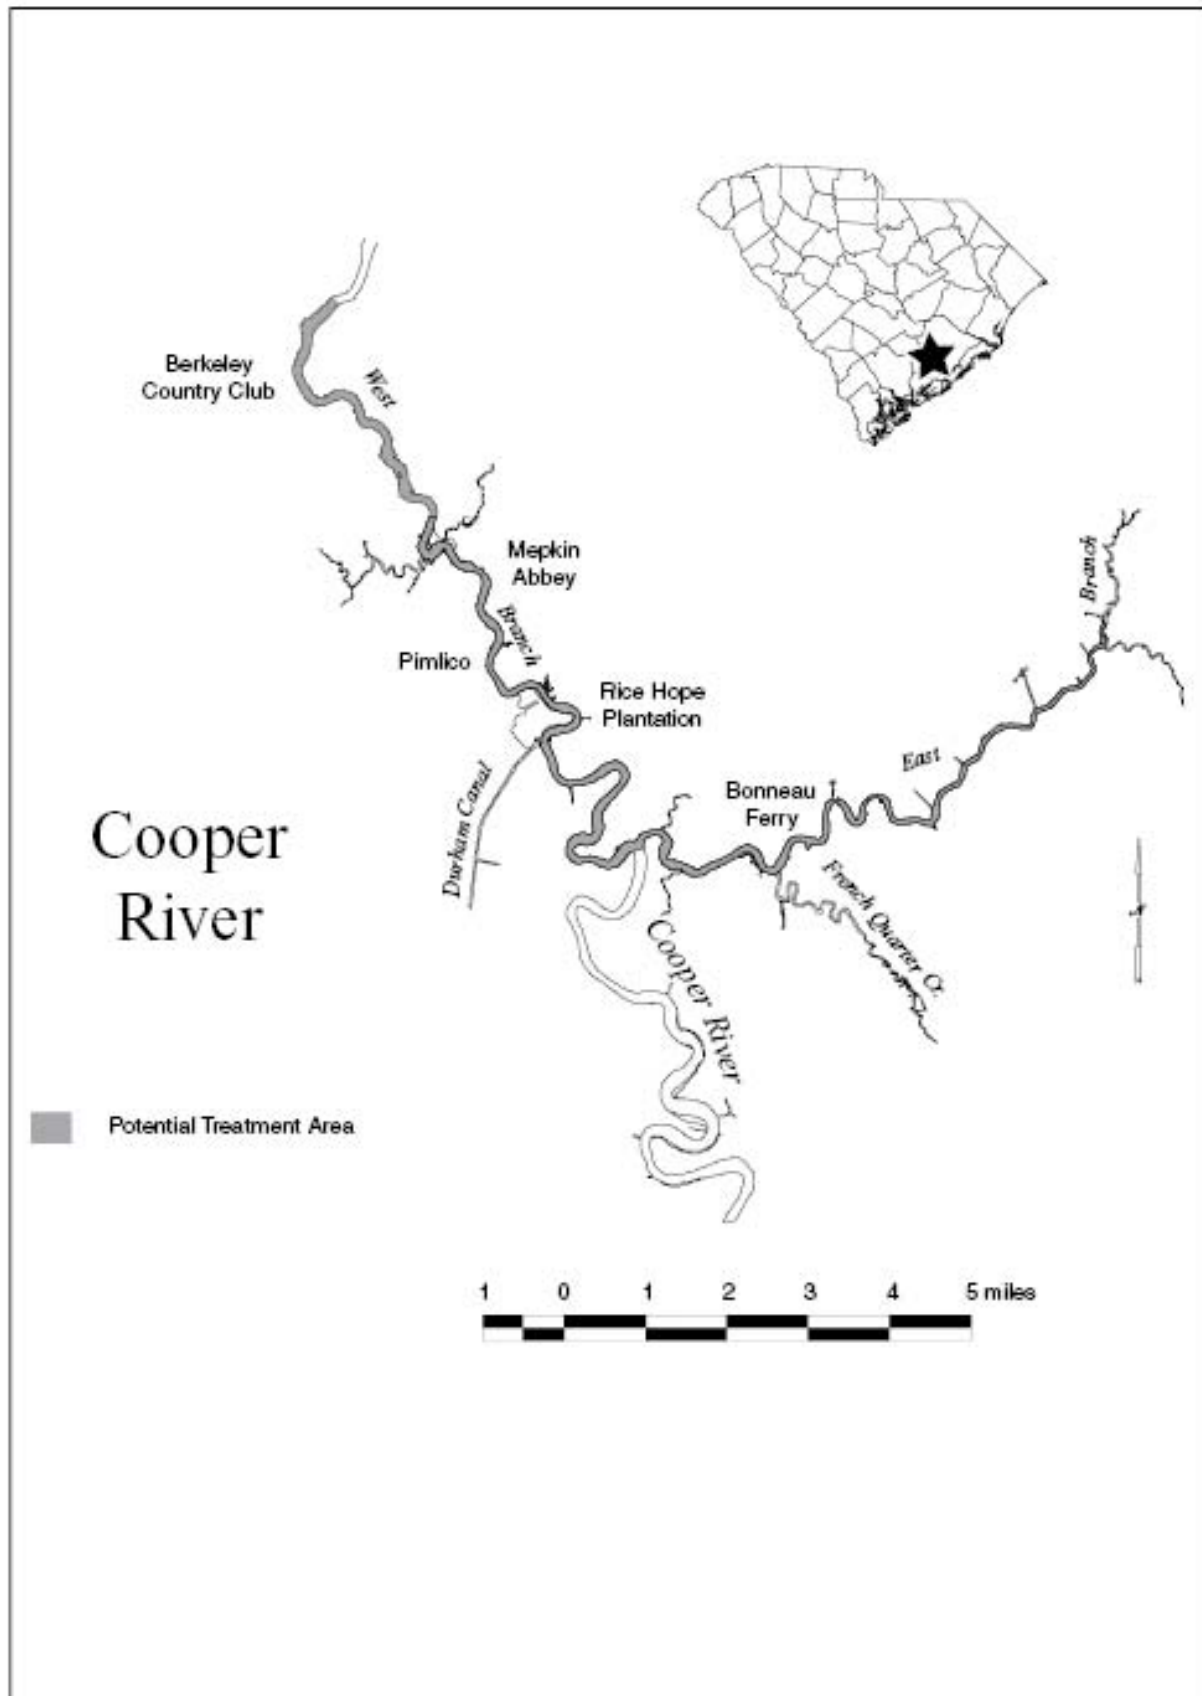 Berkeley
Country Club
West
Mepkin
Abbey
Branch
Pimlico
Rice Hope
Plantation
Branch
East
Bonneau
Ferry
Durham Canal
Cooper
River
French Quarter Cr.
Cooper River
Potential Treatment Area
1 0 1 2 3 4 5 miles